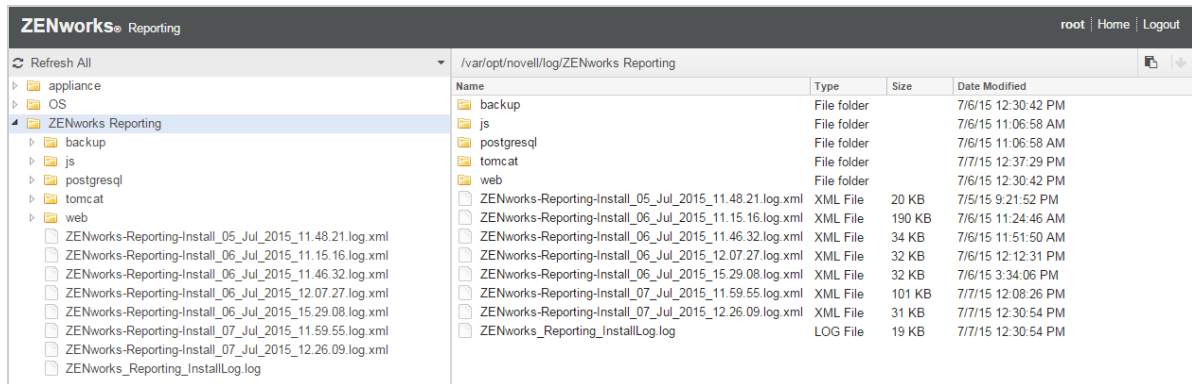 ZENworks® Reporting
root Home Logout
Refresh All
appliance
OS
ZENworks Reporting
backup
js
postgresql
tomcat
web
ZENworks-Reporting-Install_05_Jul_2015_11.48.21.log.xml
ZENworks-Reporting-Install_06_Jul_2015_11.15.16.log.xml
ZENworks-Reporting-Install_06_Jul_2015_11.46.32.log.xml
ZENworks-Reporting-Install_06_Jul_2015_12.07.27.log.xml
ZENworks-Reporting-Install_06_Jul_2015_15.29.08.log.xml
ZENworks-Reporting-Install_07_Jul_2015_11.59.55.log.xml
ZENworks-Reporting-Install_07_Jul_2015_12.26.09.log.xml
ZENworks_Reporting_InstallLog.log
/var/opt/novell/log/ZENworks Reporting
Name Type Size Date Modified
backup File folder 7/6/15 12:30:42 PM
js File folder 7/6/15 11:06:58 AM
postgresql File folder 7/6/15 11:06:58 AM
tomcat File folder 7/7/15 12:37:29 PM
web File folder 7/6/15 12:30:42 PM
ZENworks-Reporting-Install_05_Jul_2015_11.48.21.log.xml XML File 20 KB 7/5/15 9:21:52 PM
ZENworks-Reporting-Install_06_Jul_2015_11.15.16.log.xml XML File 190 KB 7/6/15 11:24:46 AM
ZENworks-Reporting-Install_06_Jul_2015_11.46.32.log.xml XML File 34 KB 7/6/15 11:51:50 AM
ZENworks-Reporting-Install_06_Jul_2015_12.07.27.log.xml XML File 32 KB 7/6/15 12:12:31 PM
ZENworks-Reporting-Install_06_Jul_2015_15.29.08.log.xml XML File 32 KB 7/6/15 3:34:06 PM
ZENworks-Reporting-Install_07_Jul_2015_11.59.55.log.xml XML File 101 KB 7/7/15 12:08:26 PM
ZENworks-Reporting-Install_07_Jul_2015_12.26.09.log.xml XML File 31 KB 7/7/15 12:30:54 PM
ZENworks_Reporting_InstallLog.log LOG File 19 KB 7/7/15 12:30:54 PM